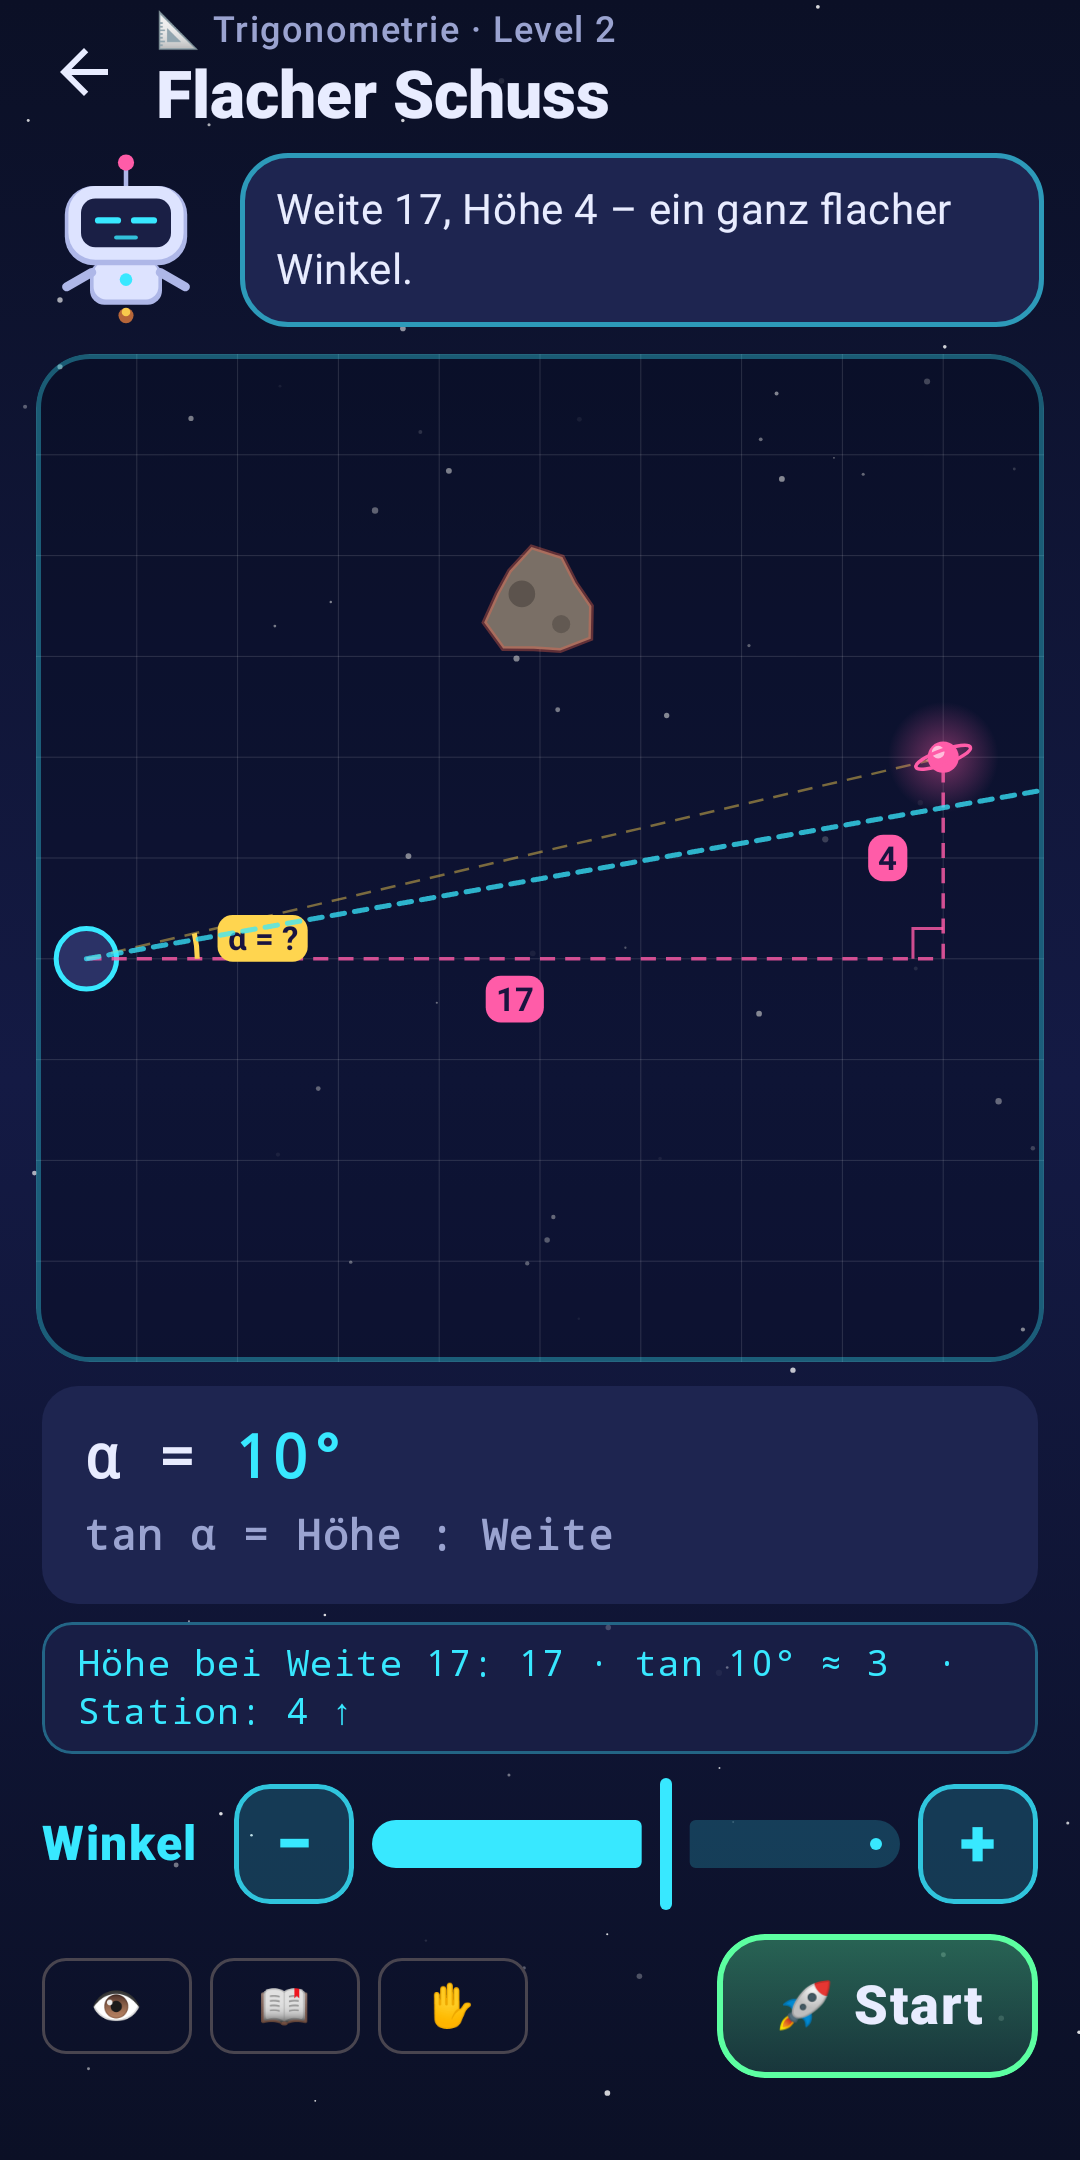 📐 Trigonometrie · Level 2
Flacher Schuss
Weite 17, Höhe 4 – ein ganz flacher
Winkel.
4
α = ?
17
α = 10°
tan α = Höhe : Weite
Höhe bei Weite 17: 17 · tan 10° ≈ 3 ·
Station: 4 ↑
Winkel − +
🚀 Start